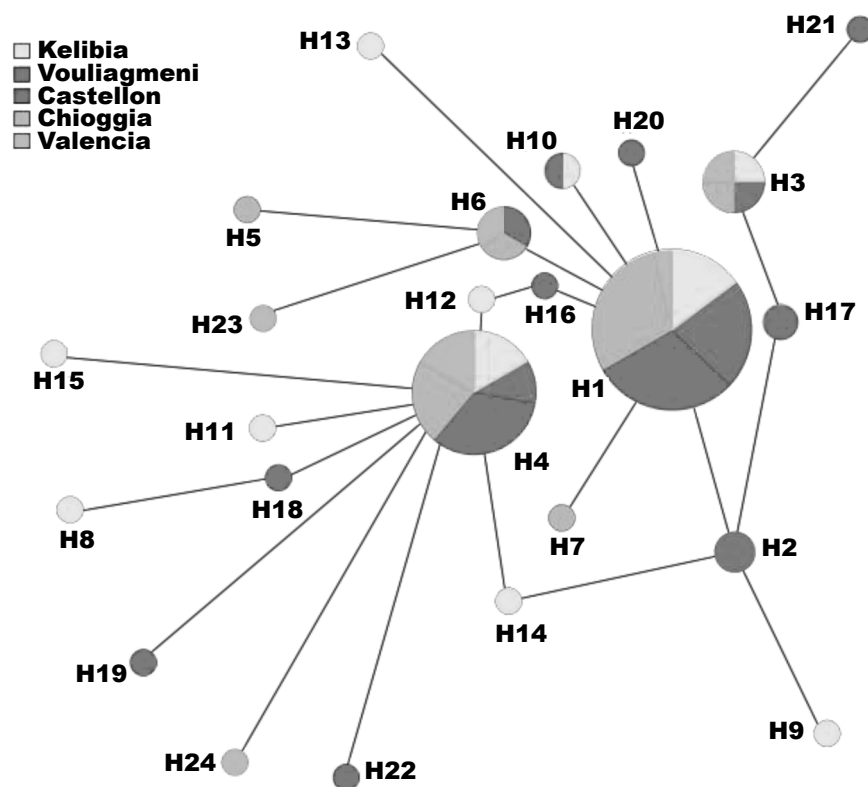 Kelibia
Vouliagmeni
Castellon
Chioggia
Valencia
H13
H21
H20
H10
H3
H6
H5
H12
H16
H17
H23
H15
H1
H11
H4
H18
H8
H7
H2
H14
H19
H9
H24
H22